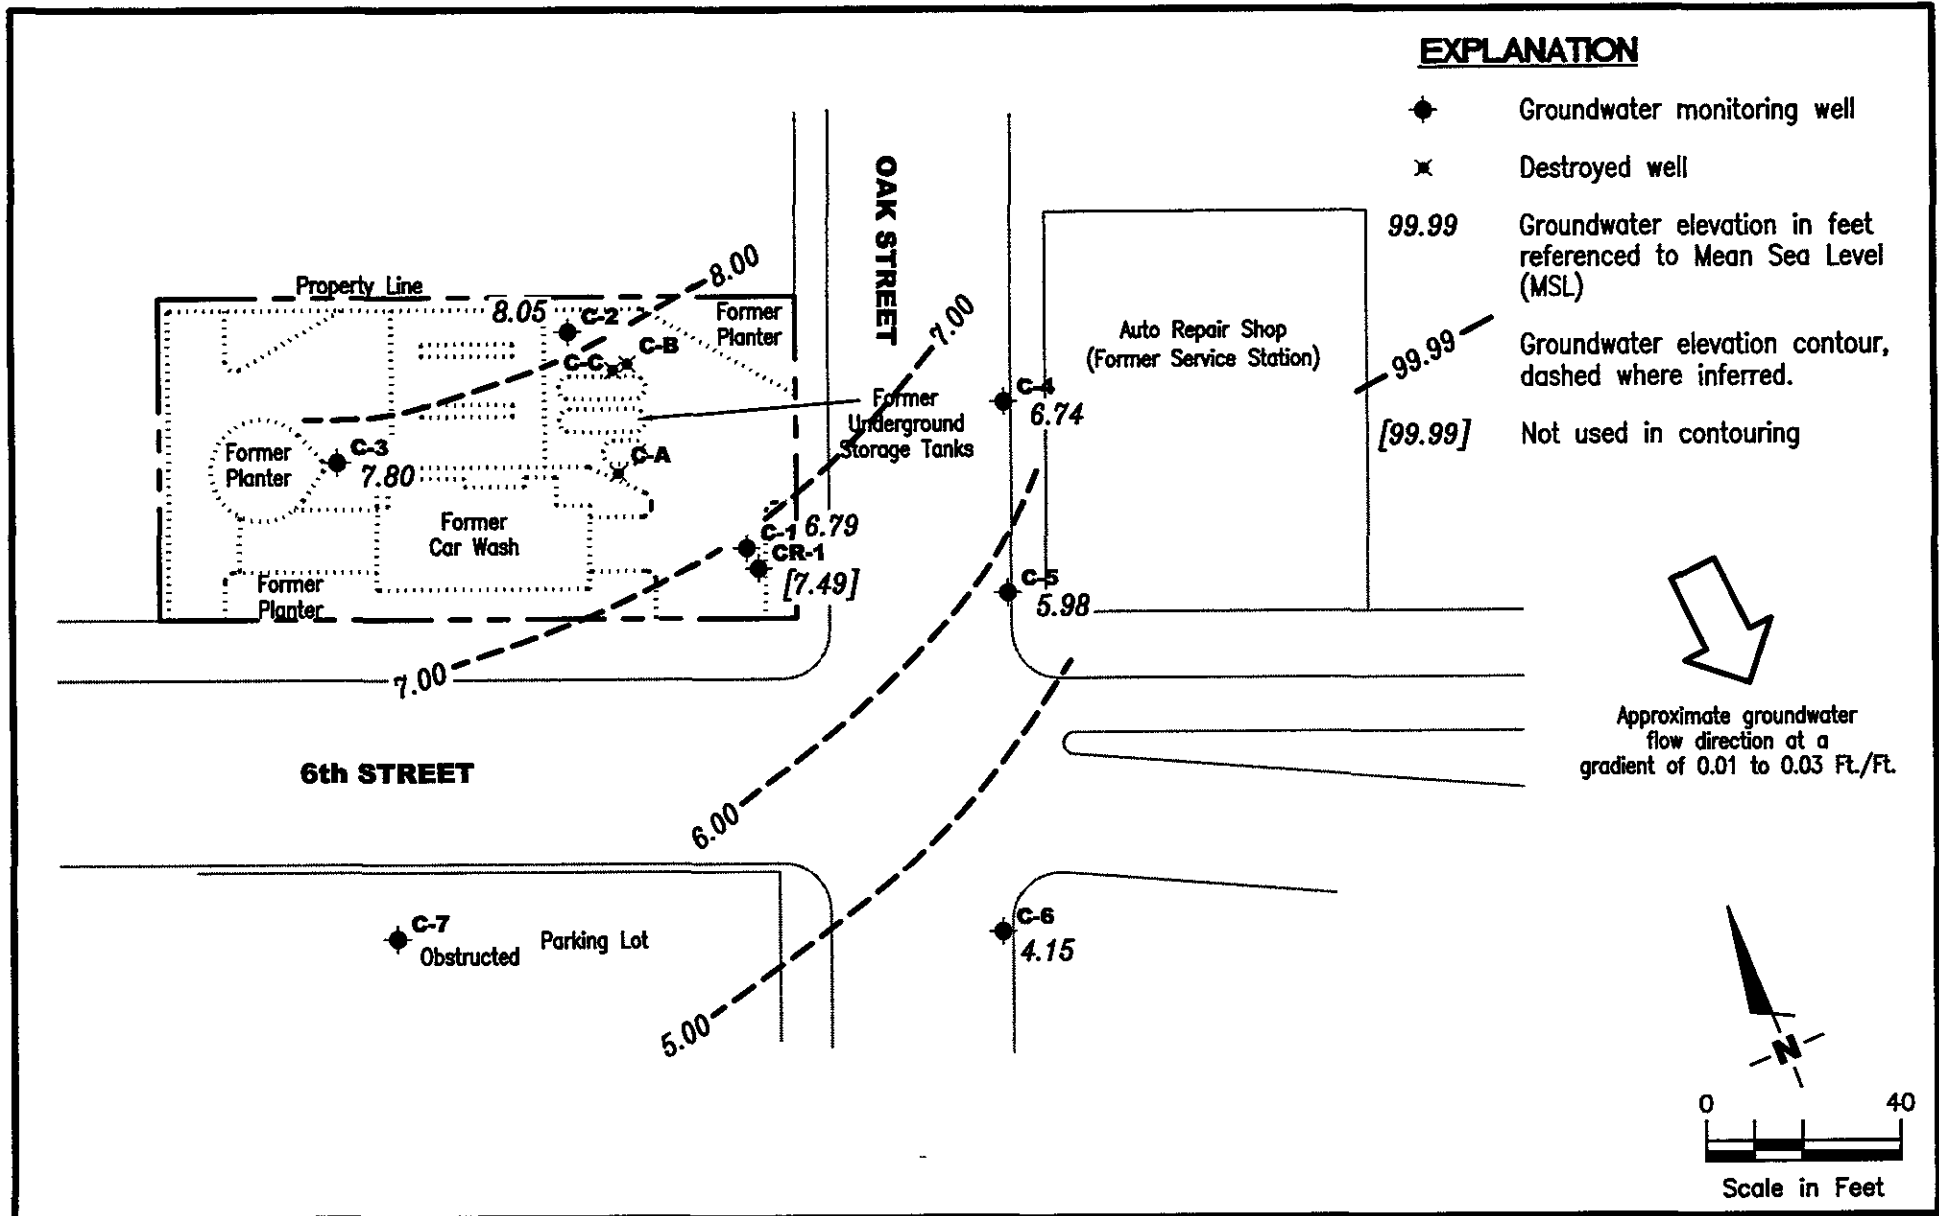 EXPLANATION
Groundwater monitoring well
Destroyed well
99.99
Groundwater elevation in feet
referenced to Mean Sea Level
(MSL)
99.99
Groundwater elevation contour,
dashed where inferred.
[99.99]
Not used in contouring
OAK STREET
8.00
Property Line
8.05
C-2
Former
Planter
C-C
C-B
7.00
Auto Repair Shop
(Former Service Station)
C-4
6.74
Former
Underground
Storage Tanks
Former
Planter
C-3
7.80
C-A
Former
Car Wash
C-1
6.79
CR-1
[7.49]
Former
Planter
C-5
5.98
7.00
6th STREET
6.00
Approximate groundwater
flow direction at a
gradient of 0.01 to 0.03 Ft./Ft.
C-7
Obstructed
Parking Lot
C-6
4.15
5.00
N
0
40
Scale in Feet